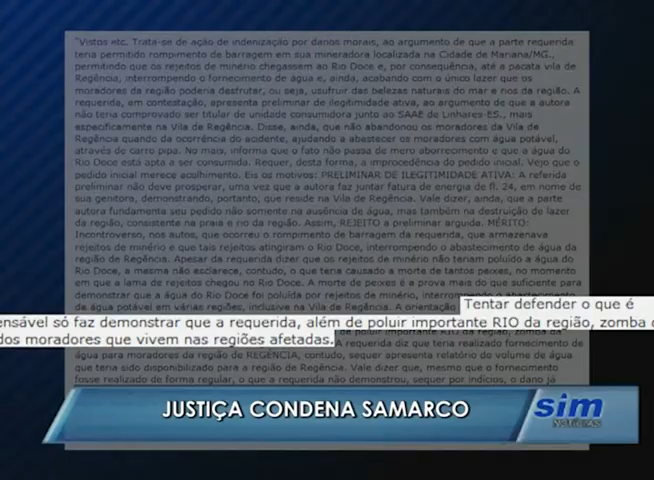 "Vistos etc. Trata-se de ação de indenização por danos morais, ao argumento de que a parte requerida
teria permitido rompimento de barragem em sua mineradora localizada na Cidade de Mariana/MG.,
permitindo que os rejeitos de minério chegassem ao Rio Doce e, por consequência, até a pacata vila de
Regência, interrompendo o fornecimento de água e, ainda, acabando com o único lazer que os
moradores da região poderia desfrutar, ou seja, usufruir das belezas naturais do mar e rios da região. A
requerida, em contestação, apresenta preliminar de ilegitimidade ativa, ao argumento de que a autora
não teria comprovado ser titular de unidade consumidora junto ao SAAE de Linhares-ES., mais
especificamente na Vila de Regência. Disse, ainda, que não abandonou os moradores da Vila de
Regência quando da ocorrência do acidente, ajudando a abastecer os moradores com água potável,
através de carro pipa. No mais, informa que o fato não passa de mero aborrecimento e que a água do
Rio Doce está apta a ser consumida. Requer, desta forma, a improcedência do pedido inicial. Vejo que o
pedido inicial merece acolhimento. Eis os motivos: PRELIMINAR DE ILEGITIMIDADE ATIVA: A referida
preliminar não deve prosperar, uma vez que a autora faz juntar fatura de energia de fl. 24, em nome de
sua genitora, demonstrando, portanto, que reside na Vila de Regência. Vale dizer, ainda, que a parte
autora fundamenta seu pedido não somente na ausência de água, mas também na destruição de lazer
da região, consistente na praia e rio da região. Assim, REJEITO a preliminar arguida. MÉRITO:
Incontroverso, nos autos, que ocorreu o rompimento de barragem da requerida, que armazenava
rejeitos de minério e que tais rejeitos atingiram o Rio Doce, interrompendo o abastecimento de água da
região de Regência. Apesar da requerida dizer que os rejeitos de minério não teriam poluído a água do
Rio Doce, a mesma não esclarece, contudo, o que teria causado a morte de tantos peixes, no momento
em que a lama de rejeitos chegou no Rio Doce. A morte de peixes é a prova mais do que suficiente para
demonstrar que a água do Rio Doce foi poluída por rejeitos de minério, interrompendo o abastecimento
de água potável em várias regiões, inclusive na Vila de Regência. A orientação
Tentar defender o que é
ensável só faz demonstrar que a requerida, além de poluir importante RIO da região, zomba
dos moradores que vivem nas regiões afetadas.
de poluir importante RIO da região, zomba da
A requerida diz que teria realizado fornecimento de
água para moradores da região de REGÊNCIA, contudo, sequer apresenta relatório do volume de água
que teria sido disponibilizado para a região de Regência. Vale dizer que, mesmo que o fornecimento
fosse realizado de forma regular, o que a requerida não demonstrou, sequer por indícios, o dano já
JUSTIÇA CONDENA SAMARCO
sim
NOTÍCIAS